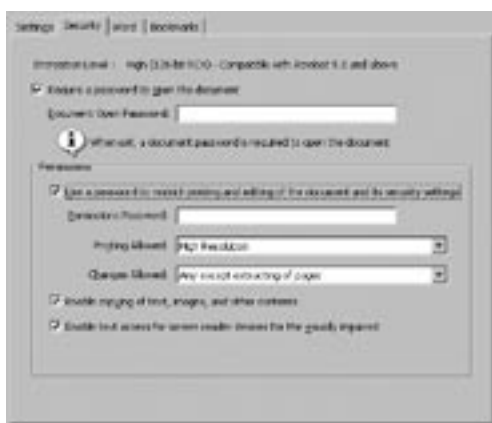 Settings Security Word Bookmarks
Encryption Level : High (128-bit RC4) - Compatible with Acrobat 5.0 and above
Require a password to open the document
Document Open Password:
When set, a document password is required to open the document
Permissions
Use a password to restrict printing and editing of the document and its security settings
Permissions Password:
Printing Allowed: High Resolution
Changes Allowed: Any except extracting of pages
Enable copying of text, images, and other contents
Enable text access for screen reader devices for the visually impaired